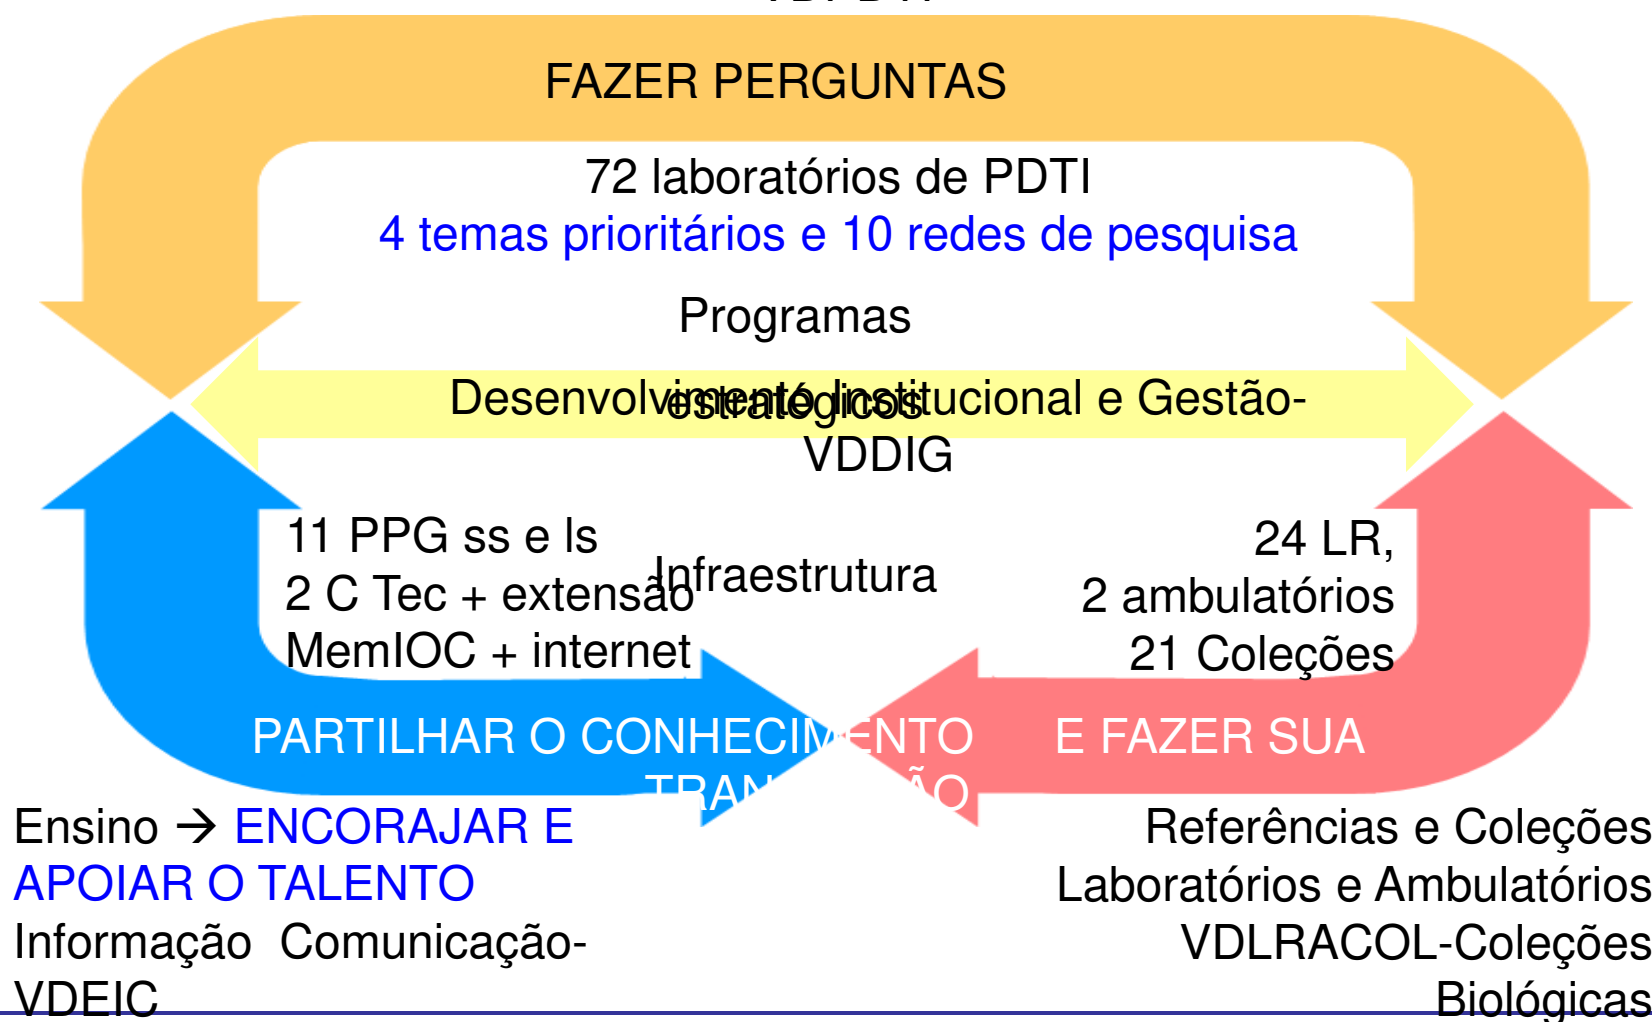 FAZER PERGUNTAS
72 laboratórios de PDTI
4 temas prioritários e 10 redes de pesquisa
Programas
estratégicos
Desenvolvimento Institucional e Gestão-
VDDIG
11 PPG ss e ls
2 C Tec + extensão
MemIOC + internet
Infraestrutura
24 LR,
2 ambulatórios
21 Coleções
PARTILHAR O CONHECIMENTO E FAZER SUA
Ensino → ENCORAJAR E
APOIAR O TALENTO
Informação Comunicação-
VDEIC
Referências e Coleções
Laboratórios e Ambulatórios
VDLRACOL-Coleções
Biológicas